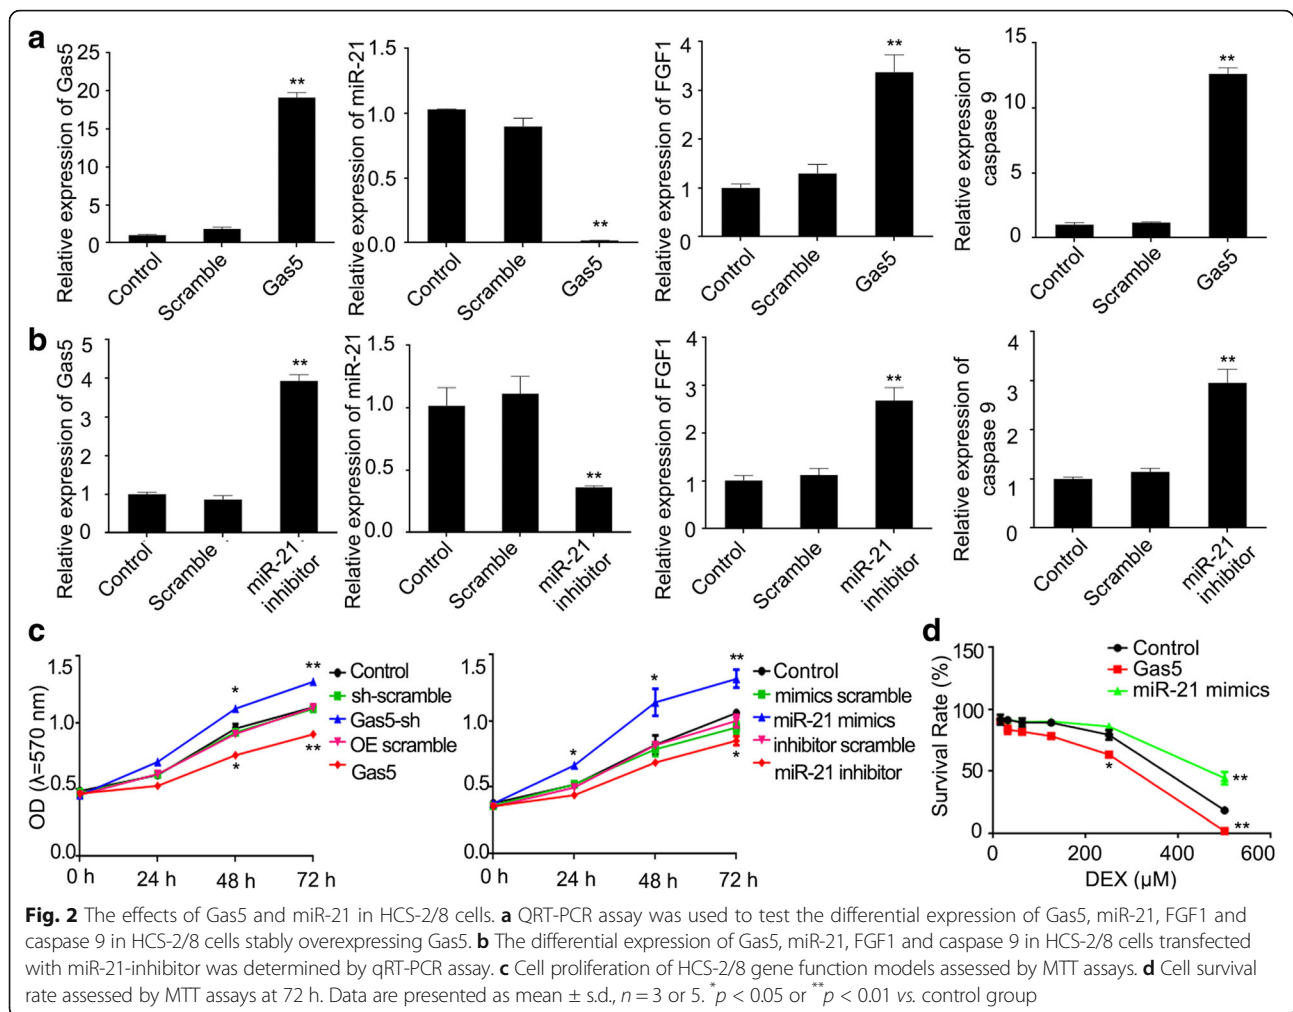 a
Relative expression of Gas5
25
20
15
10
5
0
**
Control
Scramble
Gas5
Relative expression of miR-21
1.5
1.0
0.5
0.0
**
Control
Scramble
Gas5
Relative expression of FGF1
4
3
2
1
0
**
Control
Scramble
Gas5
Relative expression of
caspase 9
15
10
5
0
**
Control
Scramble
Gas5
b
Relative expression of Gas5
5
4
3
2
1
0
**
Control
Scramble
miR-21
inhibitor
Relative expression of miR-21
1.5
1.0
0.5
0.0
**
Control
Scramble
miR-21
inhibitor
Relative expression of FGF1
4
3
2
1
0
**
Control
Scramble
miR-21
inhibitor
Relative expression of
caspase 9
4
3
2
1
0
**
Control
Scramble
miR-21
inhibitor
c
OD (λ=570 nm)
1.5
1.0
0.5
0.0
0 h
24 h
48 h
72 h
*
**
*
**
Control
sh-scramble
Gas5-sh
OE scramble
Gas5
1.5
1.0
0.5
0.0
0 h
24 h
48 h
72 h
*
*
**
*
Control
mimics scramble
miR-21 mimics
inhibitor scramble
miR-21 inhibitor
d
Survival Rate (%)
150
100
50
0
0
200
400
600
DEX (μM)
*
**
**
Control
Gas5
miR-21 mimics
Fig. 2 The effects of Gas5 and miR-21 in HCS-2/8 cells. a QRT-PCR assay was used to test the differential expression of Gas5, miR-21, FGF1 and
caspase 9 in HCS-2/8 cells stably overexpressing Gas5. b The differential expression of Gas5, miR-21, FGF1 and caspase 9 in HCS-2/8 cells transfected
with miR-21-inhibitor was determined by qRT-PCR assay. c Cell proliferation of HCS-2/8 gene function models assessed by MTT assays. d Cell survival
rate assessed by MTT assays at 72 h. Data are presented as mean ± s.d., n = 3 or 5. *p < 0.05 or **p < 0.01 vs. control group